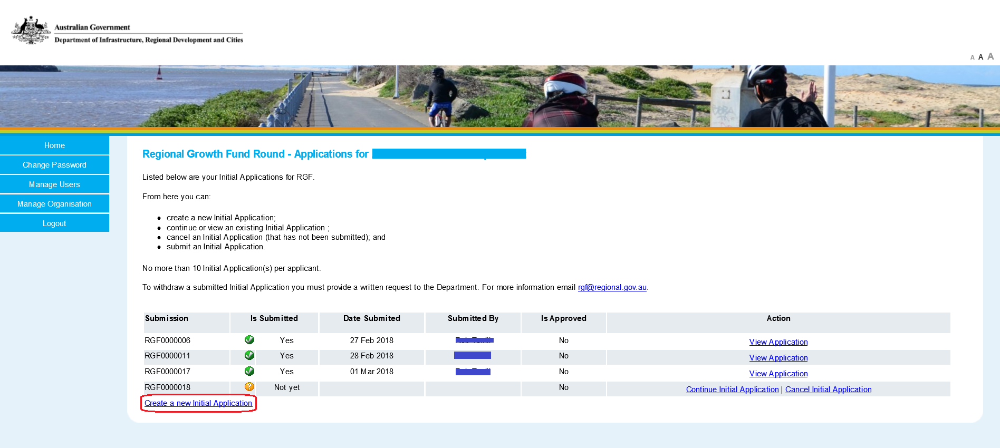 Australian Government
Department of Infrastructure, Regional Development and Cities
A A A
Home
Change Password
Manage Users
Manage Organisation
Logout
Regional Growth Fund Round - Applications for
Listed below are your Initial Applications for RGF.
From here you can:
• create a new Initial Application;
• continue or view an existing Initial Application ;
• cancel an Initial Application (that has not been submitted); and
• submit an Initial Application.
No more than 10 Initial Application(s) per applicant.
To withdraw a submitted Initial Application you must provide a written request to the Department. For more information email rgf@regional.gov.au.
Submission Is Submitted Date Submited Submitted By Is Approved Action
RGF0000006 Yes 27 Feb 2018 No View Application
RGF0000011 Yes 28 Feb 2018 No View Application
RGF0000017 Yes 01 Mar 2018 No View Application
RGF0000018 ? Not yet No Continue Initial Application | Cancel Initial Application
Create a new Initial Application